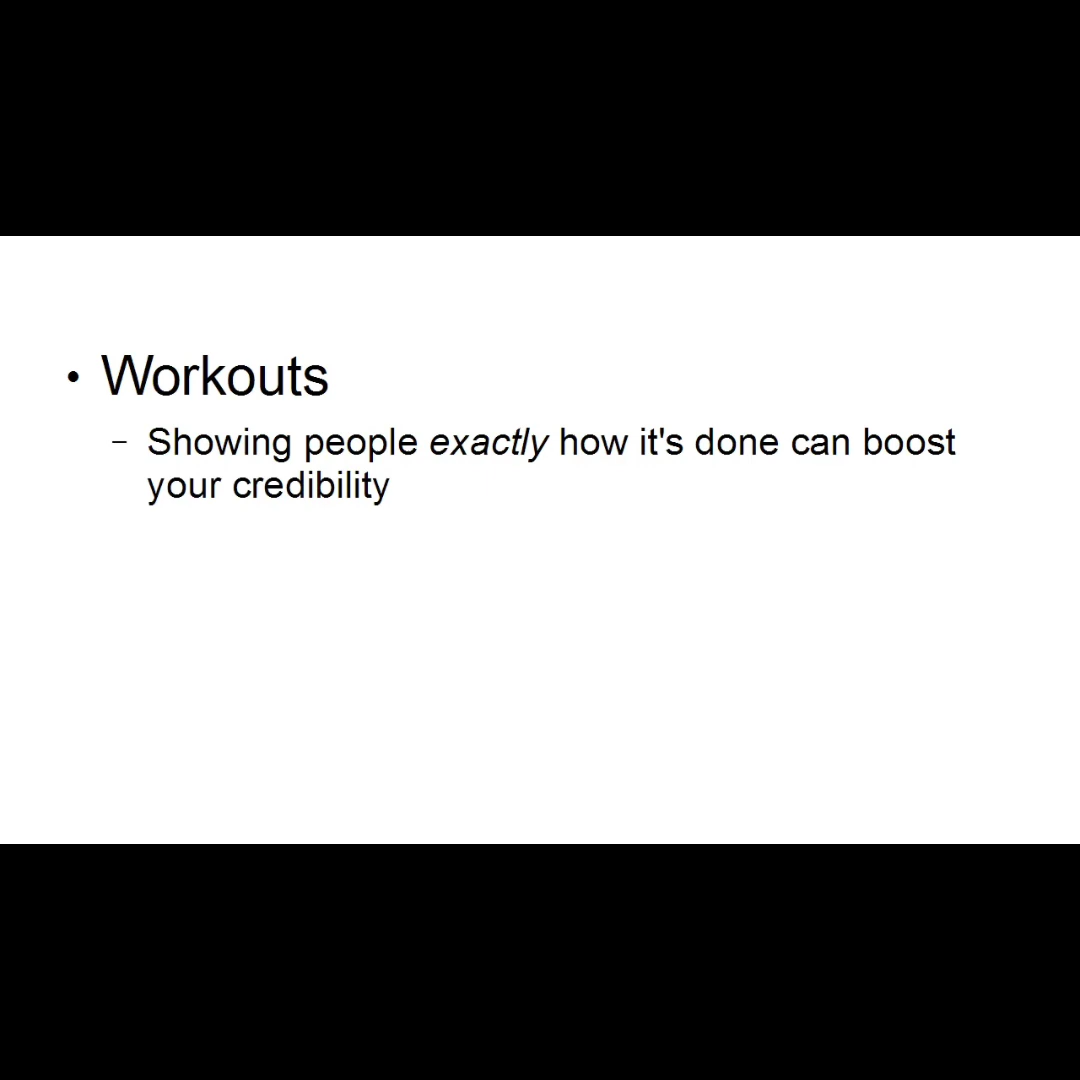 • Workouts
– Showing people exactly how it's done can boost
your credibility